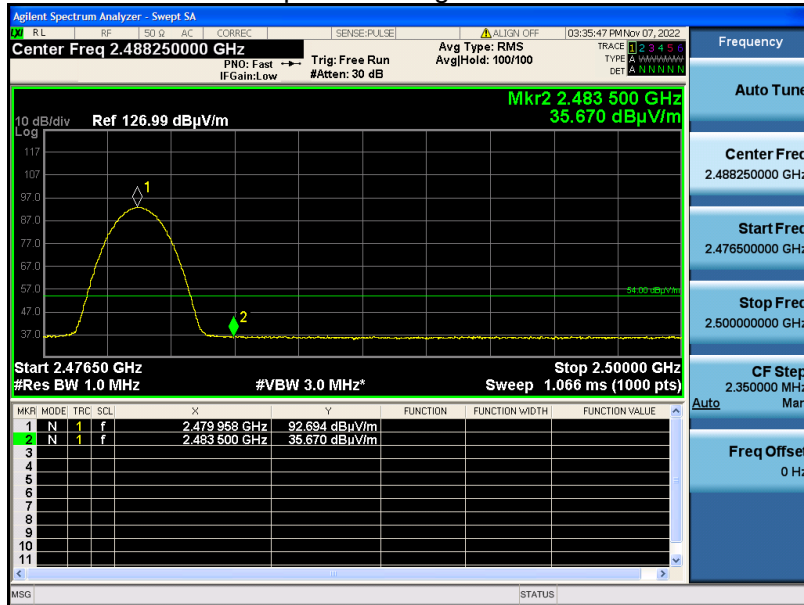 Agilent Spectrum Analyzer - Swept SA
LXI RL RF 50 Ω AC CORREC SENSE:PULSE ALIGN OFF 03:35:47 PM Nov 07, 2022
Center Freq 2.488250000 GHz
PNO: Fast
IFGain:Low
Trig: Free Run
#Atten: 30 dB
Avg Type: RMS
Avg|Hold: 100/100
TRACE 1 2 3 4 5 6
TYPE A WWWWW
DET A N N N N N
Mkr2 2.483 500 GHz
35.670 dBµV/m
10 dB/div Ref 126.99 dBµV/m
Log
117
107
97.0
87.0
77.0
67.0
57.0
47.0
37.0
1
2
54.00 dBµV/m
Start 2.47650 GHz Stop 2.50000 GHz
#Res BW 1.0 MHz #VBW 3.0 MHz* Sweep 1.066 ms (1000 pts)
MKR MODE TRC SCL X Y FUNCTION FUNCTION WIDTH FUNCTION VALUE
1 N 1 f 2.479 958 GHz 92.694 dBµV/m
2 N 1 f 2.483 500 GHz 35.670 dBµV/m
3
4
5
6
7
8
9
10
11
MSG STATUS
Frequency
Auto Tune
Center Freq
2.488250000 GHz
Start Freq
2.476500000 GHz
Stop Freq
2.500000000 GHz
CF Step
2.350000 MHz
Auto Man
Freq Offset
0 Hz